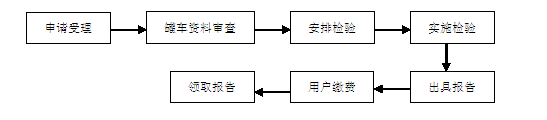 申请受理
罐车资料审查
安排检验
实施检验
出具报告
用户缴费
领取报告